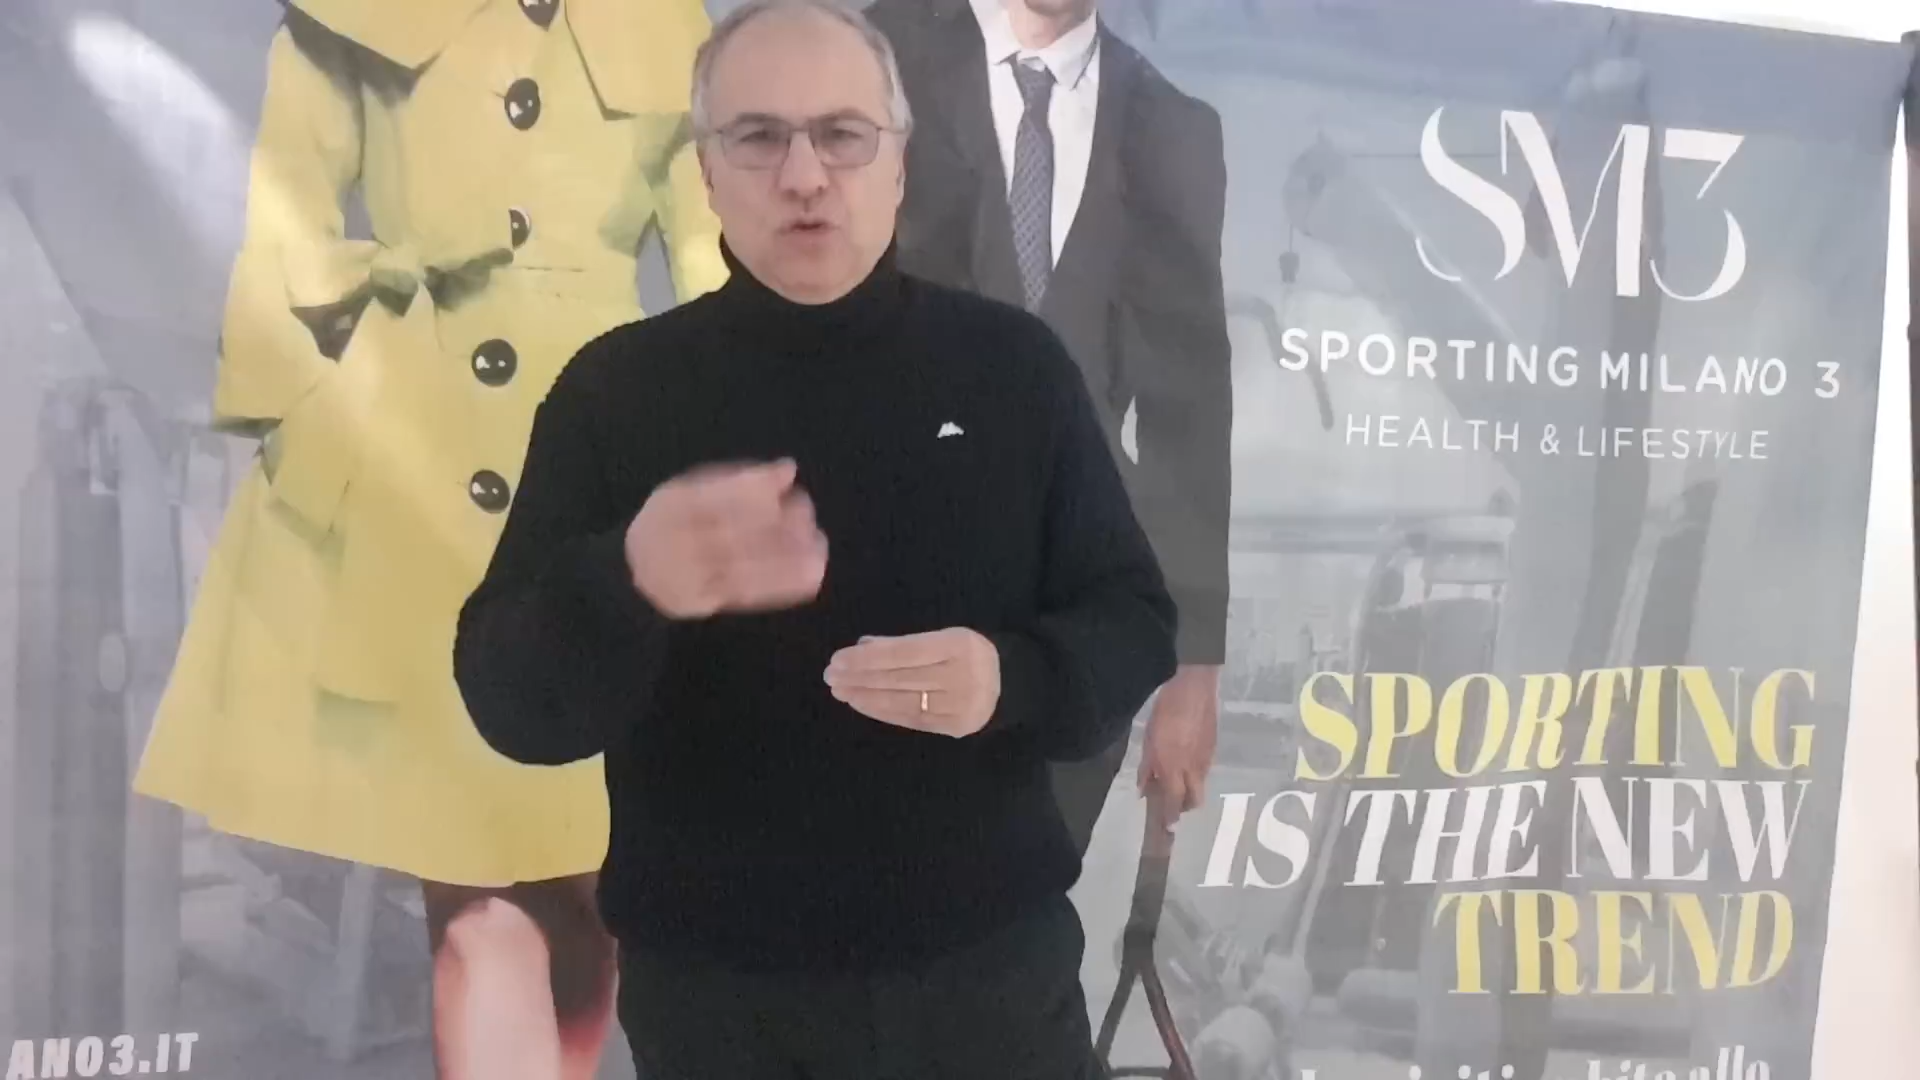 SM3
SPORTING MILANO 3
HEALTH & LIFESTYLE
SPORTING
IS THE NEW
TREND
ANO3.IT